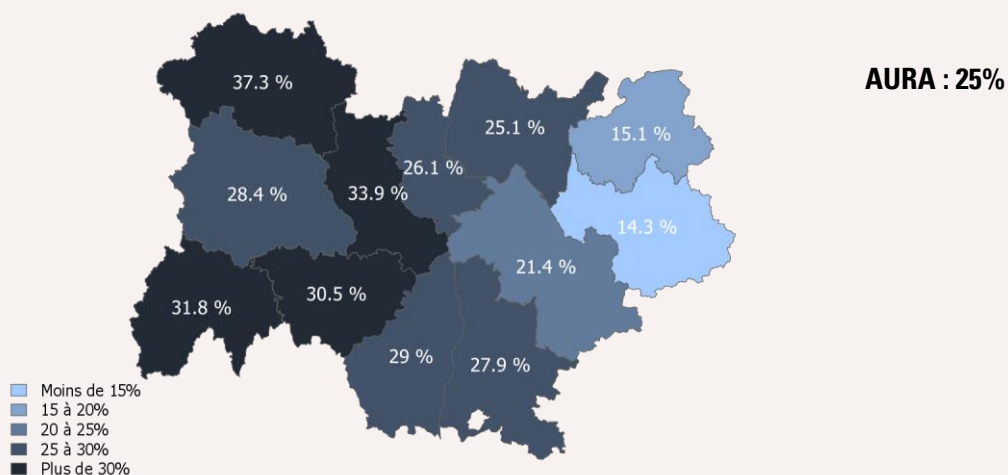 AURA : 25%
37.3 %
25.1 %
15.1 %
26.1 %
28.4 %
33.9 %
14.3 %
21.4 %
31.8 %
30.5 %
29 %
27.9 %
Moins de 15%
15 à 20%
20 à 25%
25 à 30%
Plus de 30%